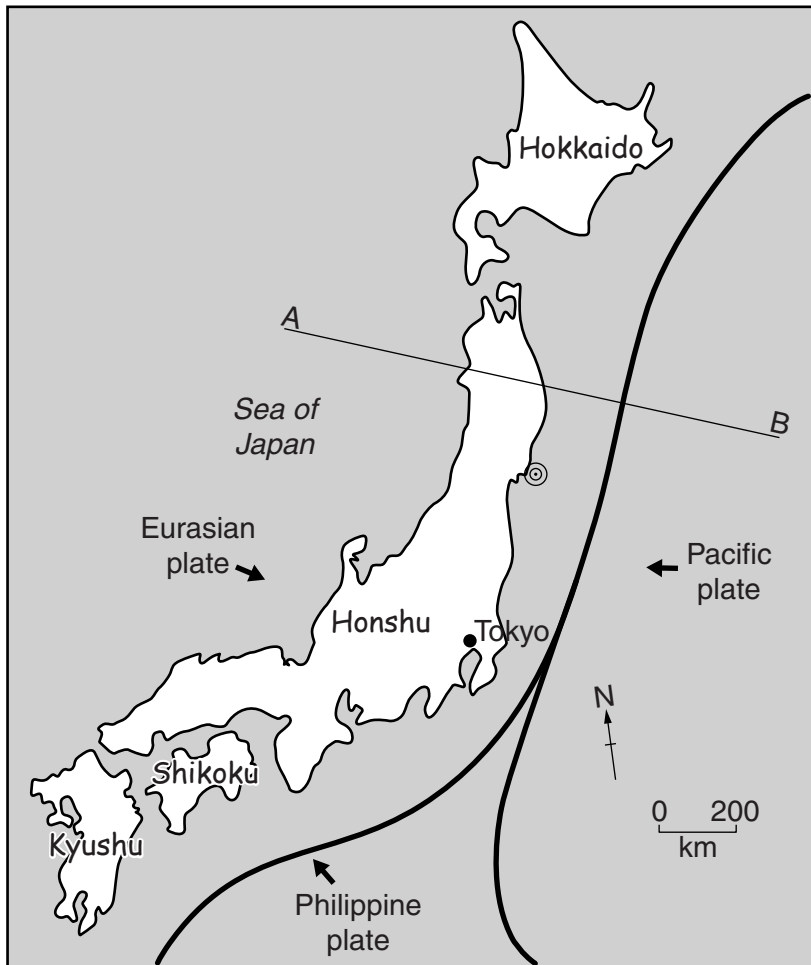 Hokkaido
A
Sea of
Japan
B
Eurasian
plate
Pacific
plate
Honshu
Tokyo
N
Shikoku
0 200
km
Kyushu
Philippine
plate